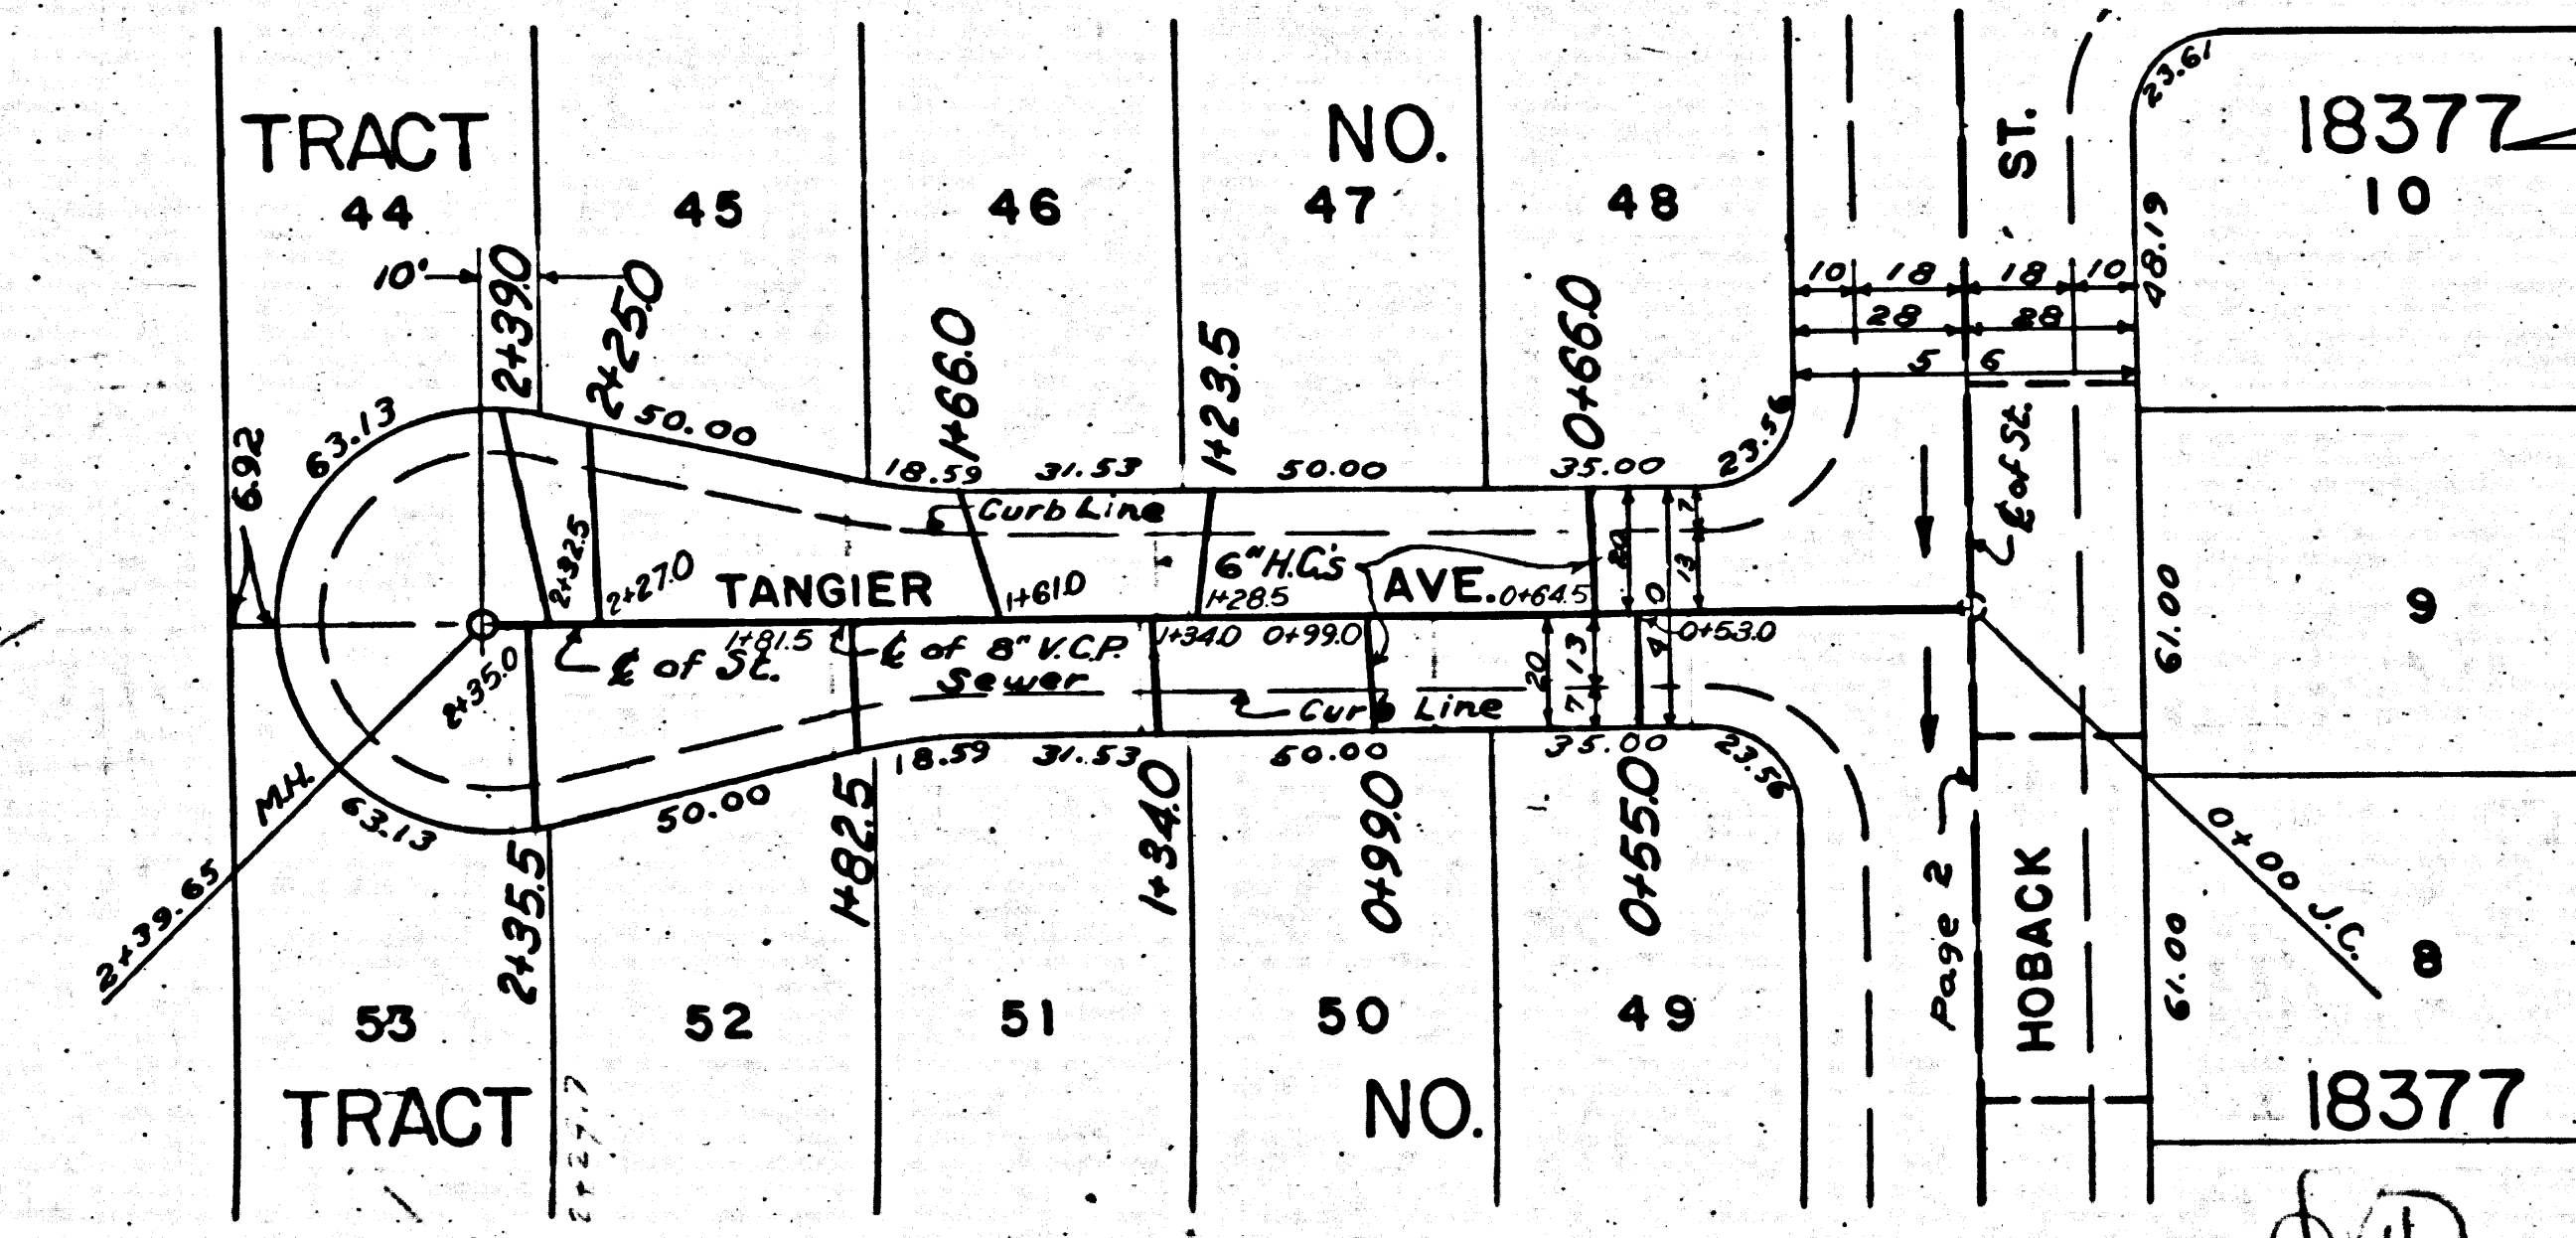 TRACT NO. 18377
44 45 46 47 48 10
ST.
23.61
48.19
10' 2+39.0 2+25.0
1+66.0 1+23.5 0+66.0
10 18 18 10
28 28
56
63.13 50.00 18.59 31.53 50.00 35.00 23.56
6.92
Curb Line
℄ of St.
2+32.5 2+27.0 TANGIER 1+61.0 6" H.C.'s 1+28.5 AVE. 0+64.5
20 40 13 7
9
61.00
1+81.5 1+34.0 0+99.0 0+53.0
2+35.0 ℄ of St. ℄ of 8" V.C.P.
Sewer
20 13 7
Curb Line
M.H.
2+39.65
63.13 50.00 18.59 31.53 50.00 35.00 23.56
2+35.5 1+82.5 1+34.0 0+99.0 0+55.0
Page 2
HOBACK
0+00 J.C.
61.00
8
53 52 51 50 49
TRACT NO. 18377
2+27.7